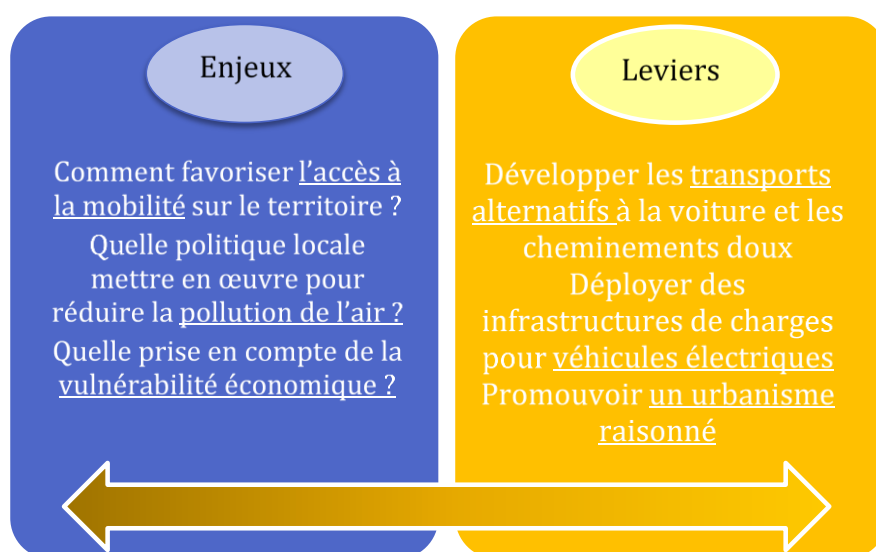 Enjeux
Comment favoriser l’accès à
la mobilité sur le territoire ?
Quelle politique locale
mettre en œuvre pour
réduire la pollution de l’air ?
Quelle prise en compte de la
vulnérabilité économique ?
Leviers
Développer les transports
alternatifs à la voiture et les
cheminements doux
Déployer des
infrastructures de charges
pour véhicules électriques
Promouvoir un urbanisme
raisonné